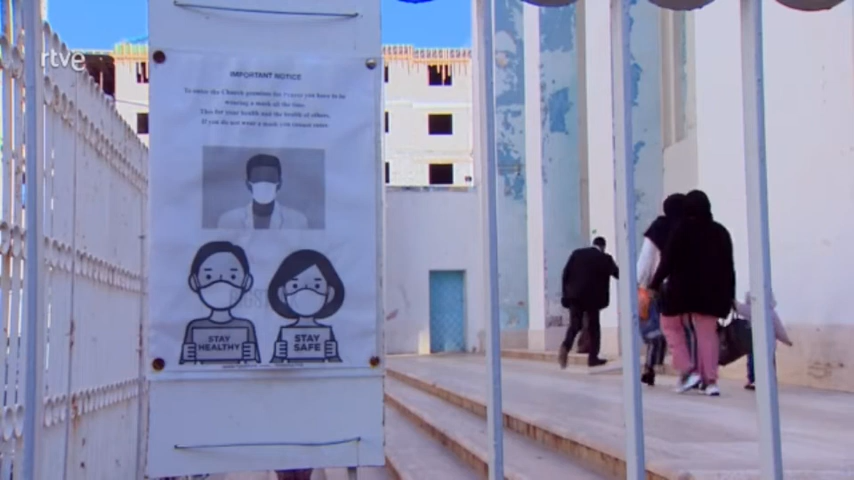 rtve
IMPORTANT NOTICE
To enter the Church premises for Prayer you have to be
wearing a mask all the time
This for your health and the health of others.
If you do not wear a mask you cannot enter
STAY
HEALTHY
STAY
SAFE